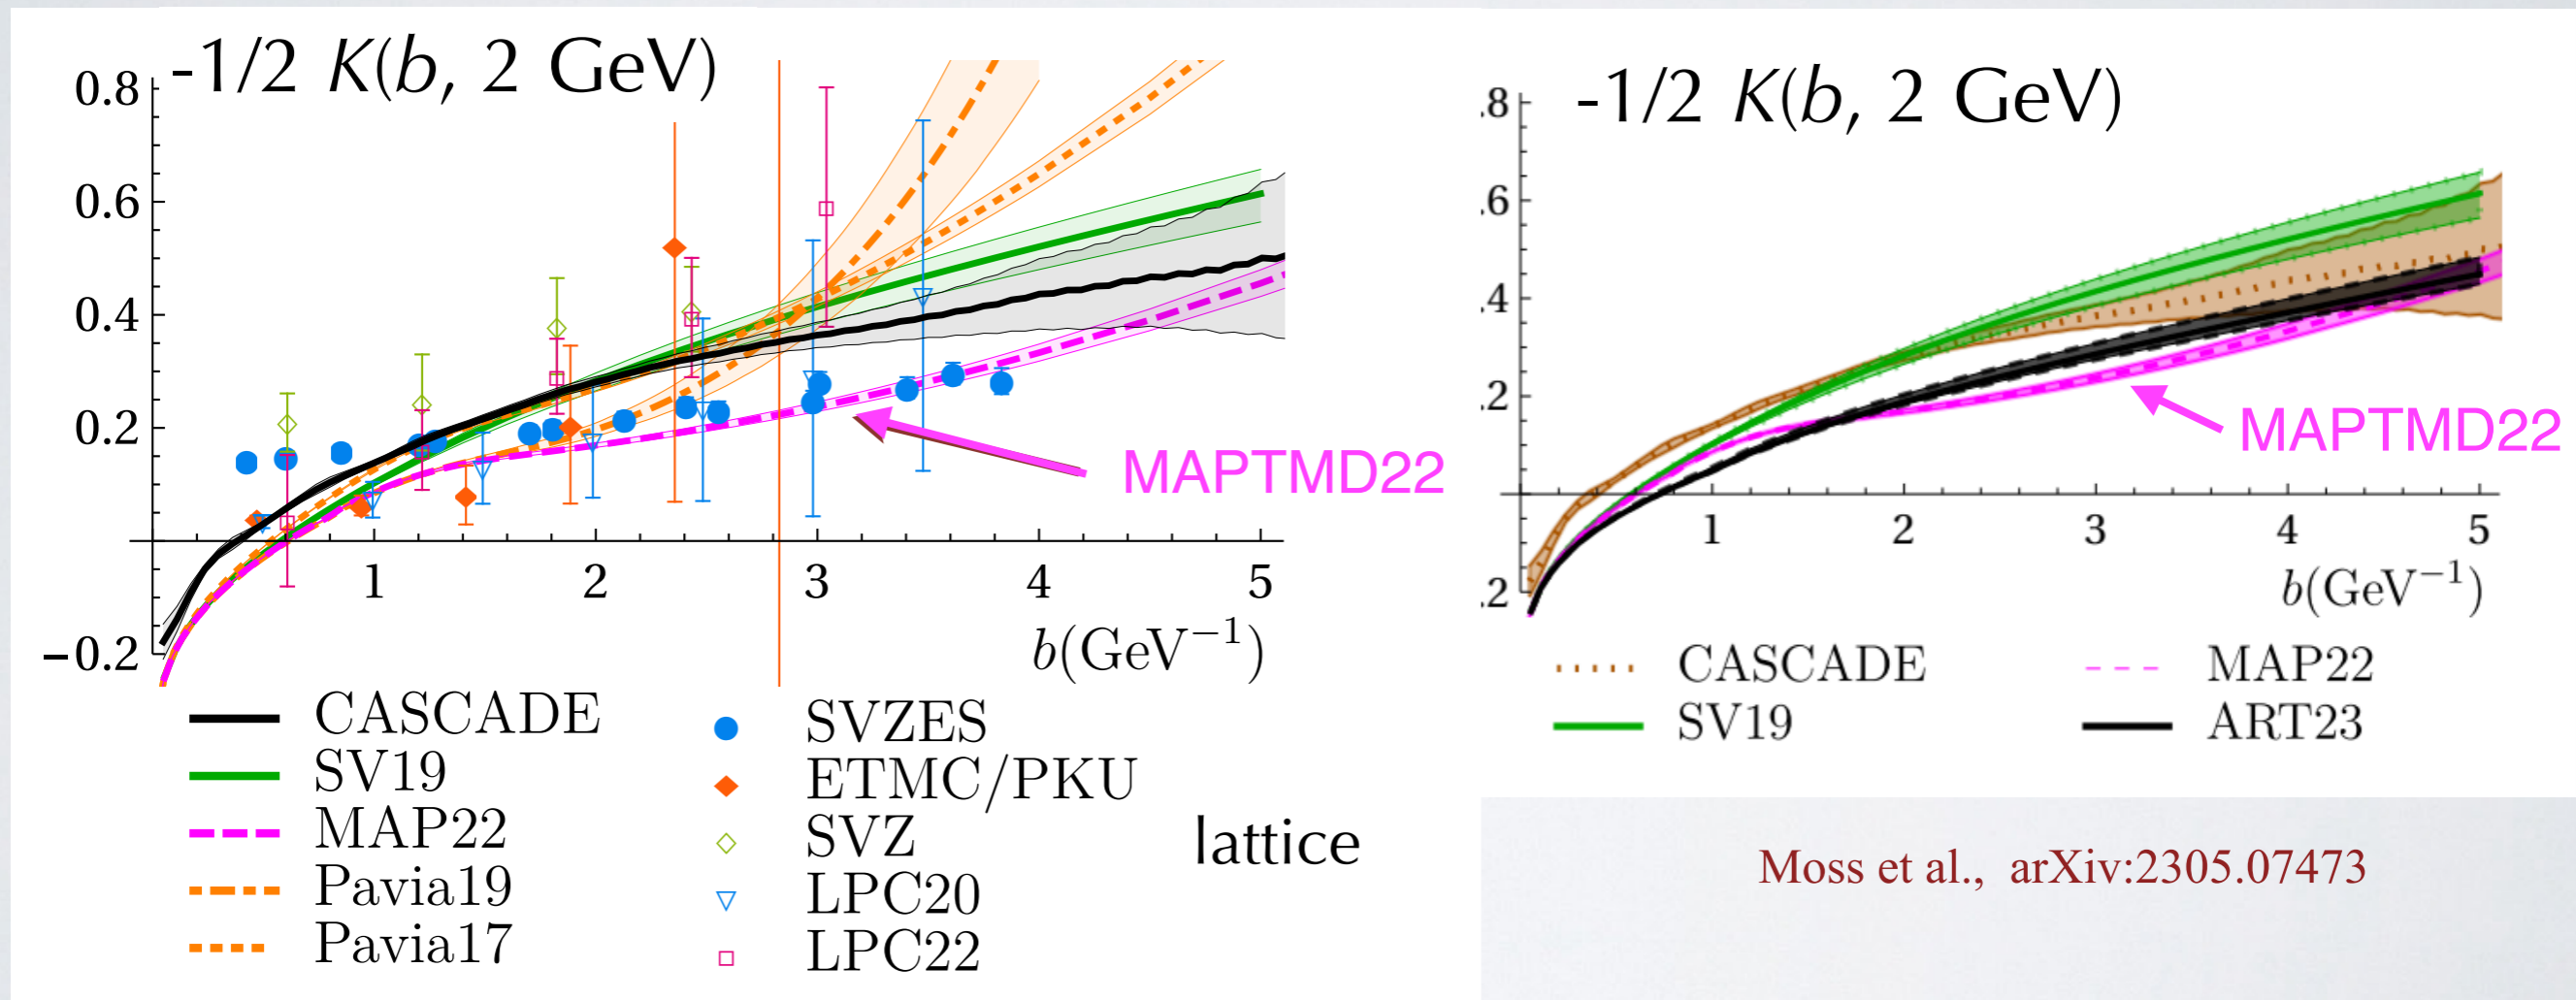 -1/2 K(b, 2 GeV)
0.8
0.6
0.4
0.2
−0.2
1 2 3 4 5
b(GeV⁻¹)
MAPTMD22
CASCADE
SV19
MAP22
Pavia19
Pavia17
SVZES
ETMC/PKU
SVZ
LPC20
LPC22
lattice
-1/2 K(b, 2 GeV)
.8
.6
.4
.2
.2
1 2 3 4 5
b(GeV⁻¹)
MAPTMD22
CASCADE
SV19
MAP22
ART23
Moss et al., arXiv:2305.07473